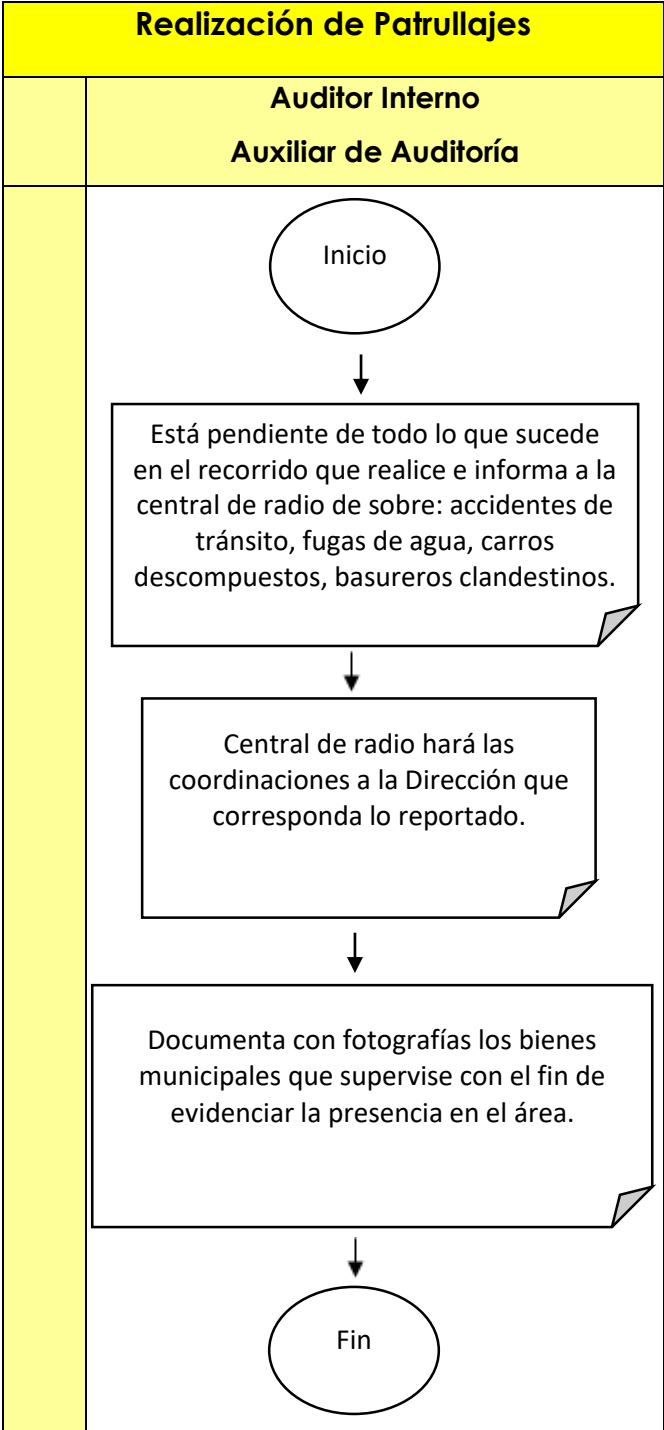 Realización de Patrullajes
Auditor Interno
Auxiliar de Auditoría
Inicio
Está pendiente de todo lo que sucede
en el recorrido que realice e informa a la
central de radio de sobre: accidentes de
tránsito, fugas de agua, carros
descompuestos, basureros clandestinos.
Central de radio hará las
coordinaciones a la Dirección que
corresponda lo reportado.
Documenta con fotografías los bienes
municipales que supervise con el fin de
evidenciar la presencia en el área.
Fin